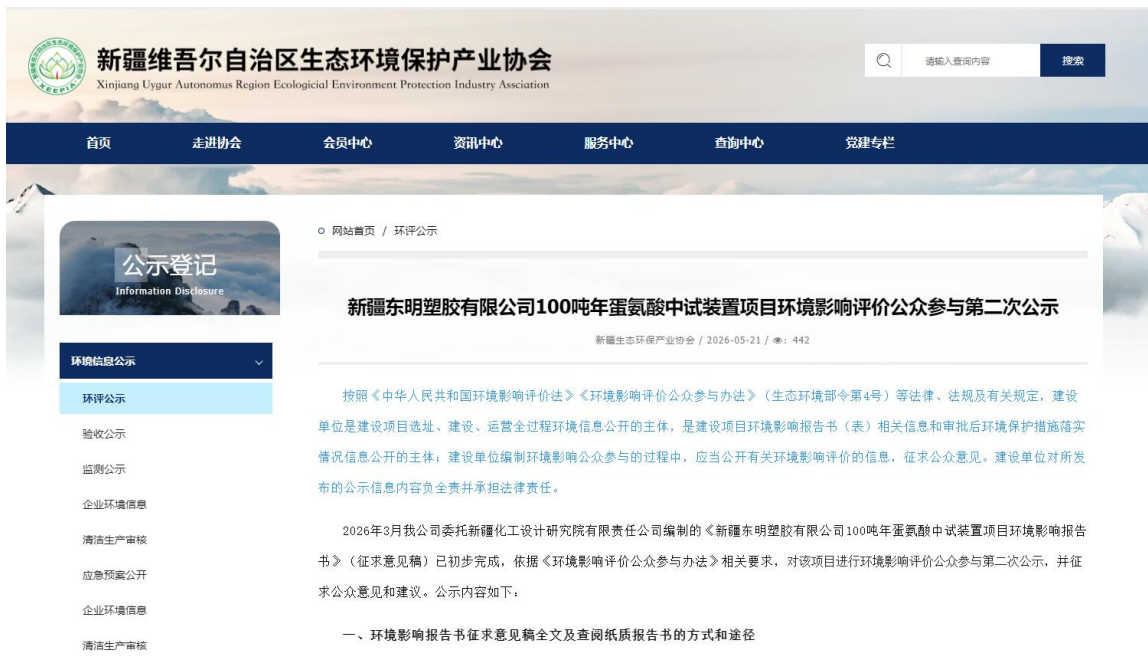 新疆维吾尔自治区生态环境保护产业协会
Xinjiang Uygur Autonomus Region Ecologicial Environment Protection Industry Assciation
XEEPIA
请输入查询内容
搜索
首页
走进协会
会员中心
资讯中心
服务中心
查询中心
党建专栏
公示登记
Information Disclosure
环境信息公示
环评公示
验收公示
监测公示
企业环境信息
清洁生产审核
应急预案公开
企业环境信息
清洁生产审核
网站首页 / 环评公示
新疆东明塑胶有限公司100吨年蛋氨酸中试装置项目环境影响评价公众参与第二次公示
新疆生态环保产业协会 / 2026-05-21 / : 442
按照《中华人民共和国环境影响评价法》《环境影响评价公众参与办法》（生态环境部令第4号）等法律、法规及有关规定，建设
单位是建设项目选址、建设、运营全过程环境信息公开的主体，是建设项目环境影响报告书（表）相关信息和审批后环境保护措施落实
情况信息公开的主体；建设单位编制环境影响公众参与的过程中，应当公开有关环境影响评价的信息，征求公众意见。建设单位对所发
布的公示信息内容负全责并承担法律责任。
2026年3月我公司委托新疆化工设计研究院有限责任公司编制的《新疆东明塑胶有限公司100吨年蛋氨酸中试装置项目环境影响报告
书》（征求意见稿）已初步完成，依据《环境影响评价公众参与办法》相关要求，对该项目进行环境影响评价公众参与第二次公示，并征
求公众意见和建议。公示内容如下：
一、环境影响报告书征求意见稿全文及查阅纸质报告书的方式和途径